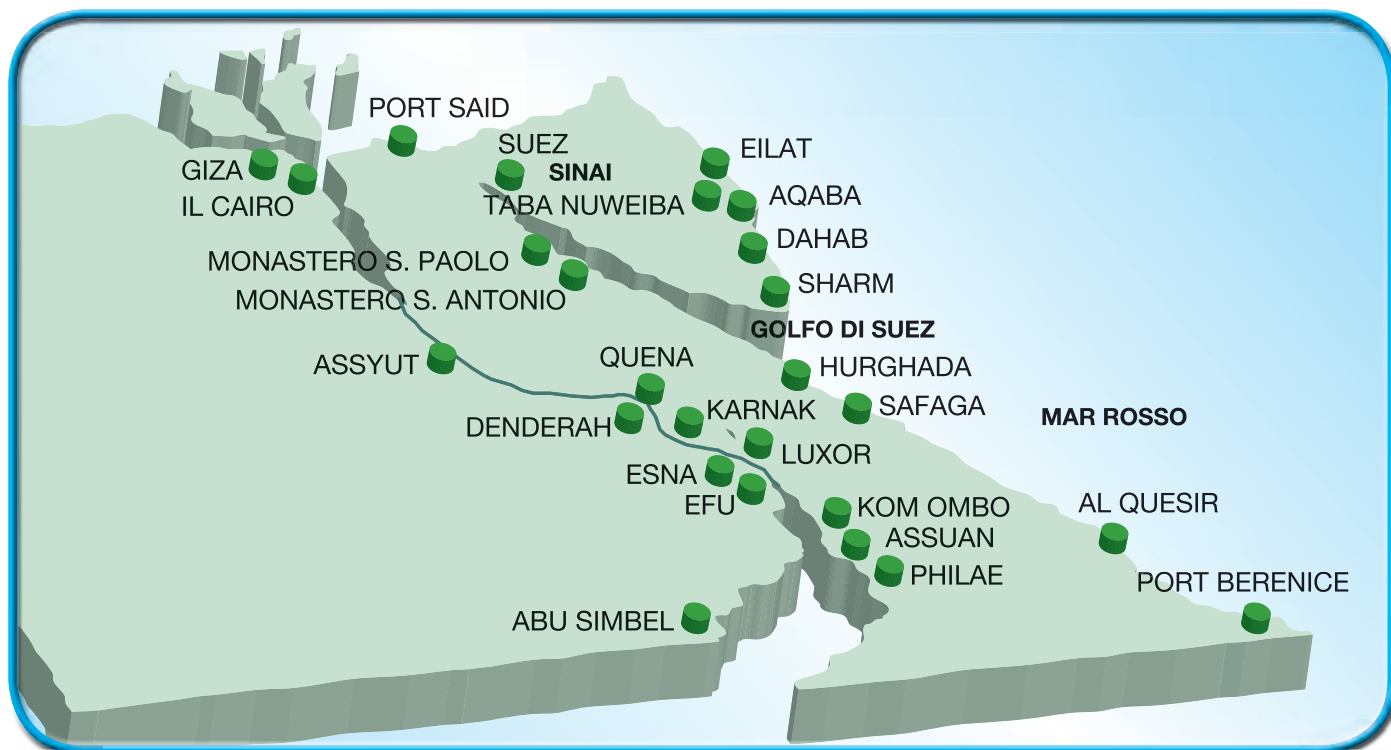 PORT SAID
SUEZ
EILAT
GIZA
SINAI
IL CAIRO
TABA NUWEIBA
AQABA
DAHAB
MONASTERO S. PAOLO
SHARM
MONASTERO S. ANTONIO
GOLFO DI SUEZ
ASSYUT
QUENA
HURGHADA
DENDERAH
KARNAK
SAFAGA
MAR ROSSO
LUXOR
ESNA
EFU
KOM OMBO
AL QUESIR
ASSUAN
PHILAE
PORT BERENICE
ABU SIMBEL